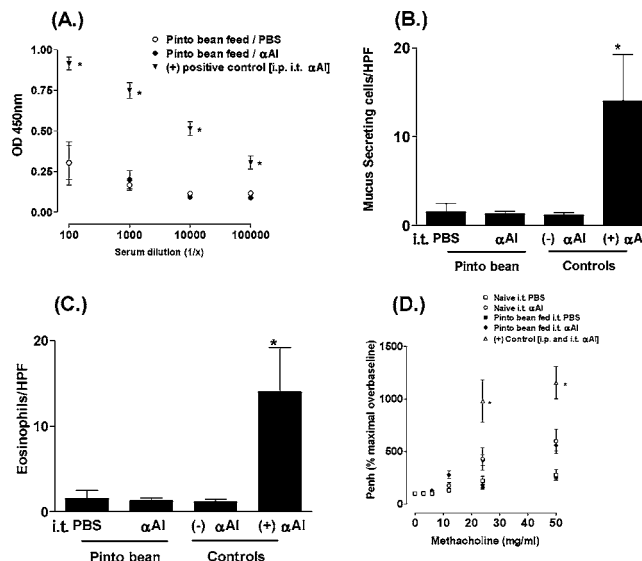 (A.)
Pinto bean feed / PBS
Pinto bean feed / αAI
(+) positive control [i.p. i.t. αAI]
1.00
0.75
0.50
0.25
0.00
OD 450nm
*
*
*
*
100
1000
10000
100000
Serum dilution (1/x)
(B.)
20
10
0
Mucus Secreting cells/HPF
*
i.t. PBS αAI (-) αAI (+) αA
Pinto bean Controls
(C.)
20
10
0
Eosinophils/HPF
*
i.t. PBS αAI (-) αAI (+) αAI
Pinto bean Controls
(D.)
Naive i.t. PBS
Naive i.t. αAI
Pinto bean fed i.t. PBS
Pinto bean fed i.t. αAI
(+) Control [i.p. and i.t. αAI]
1500
1000
500
0
Penh (% maximal overbaseline)
*
*
0 10 20 30 40 50
Methacholine (mg/ml)